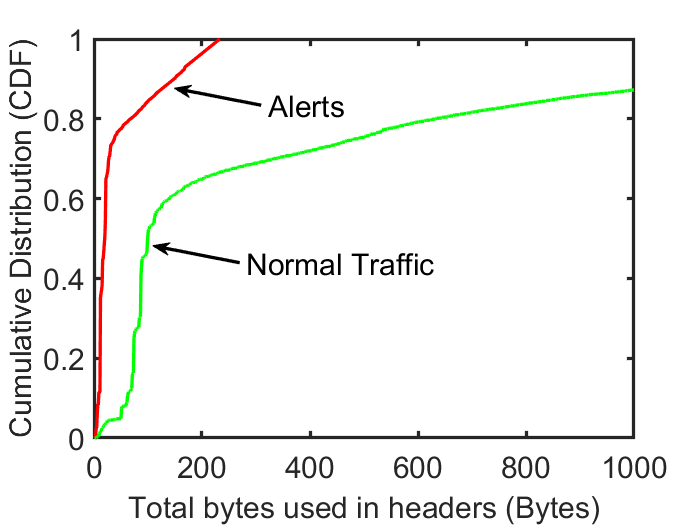 Cumulative Distribution (CDF)
1
0.8
0.6
0.4
0.2
0
Alerts
Normal Traffic
0 200 400 600 800 1000
Total bytes used in headers (Bytes)